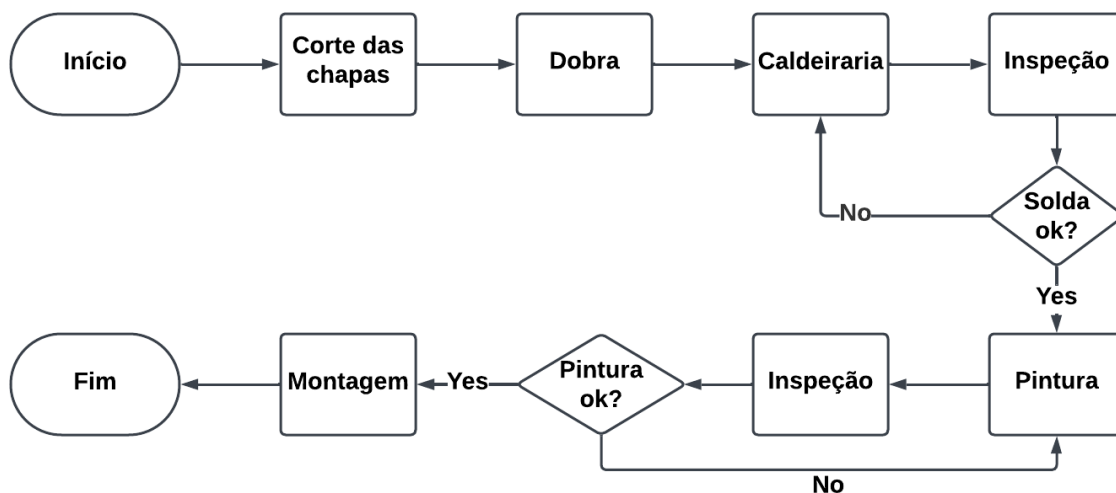 Início
Corte das
chapas
Dobra
Caldeiraria
Inspeção
Solda
ok?
No
Yes
Pintura
Inspeção
Pintura
ok?
Yes
Montagem
Fim
No